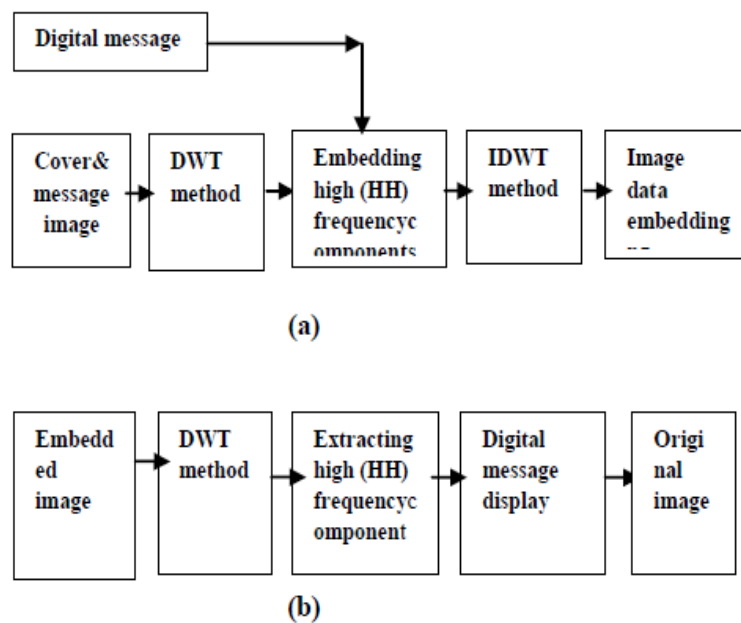 Digital message
Cover&
message
image
DWT
method
Embedding
high (HH)
frequencyc
omponents
IDWT
method
Image
data
embedding
(a)
Embedd
ed
image
DWT
method
Extracting
high (HH)
frequencyc
omponent
Digital
message
display
Origi
nal
image
(b)